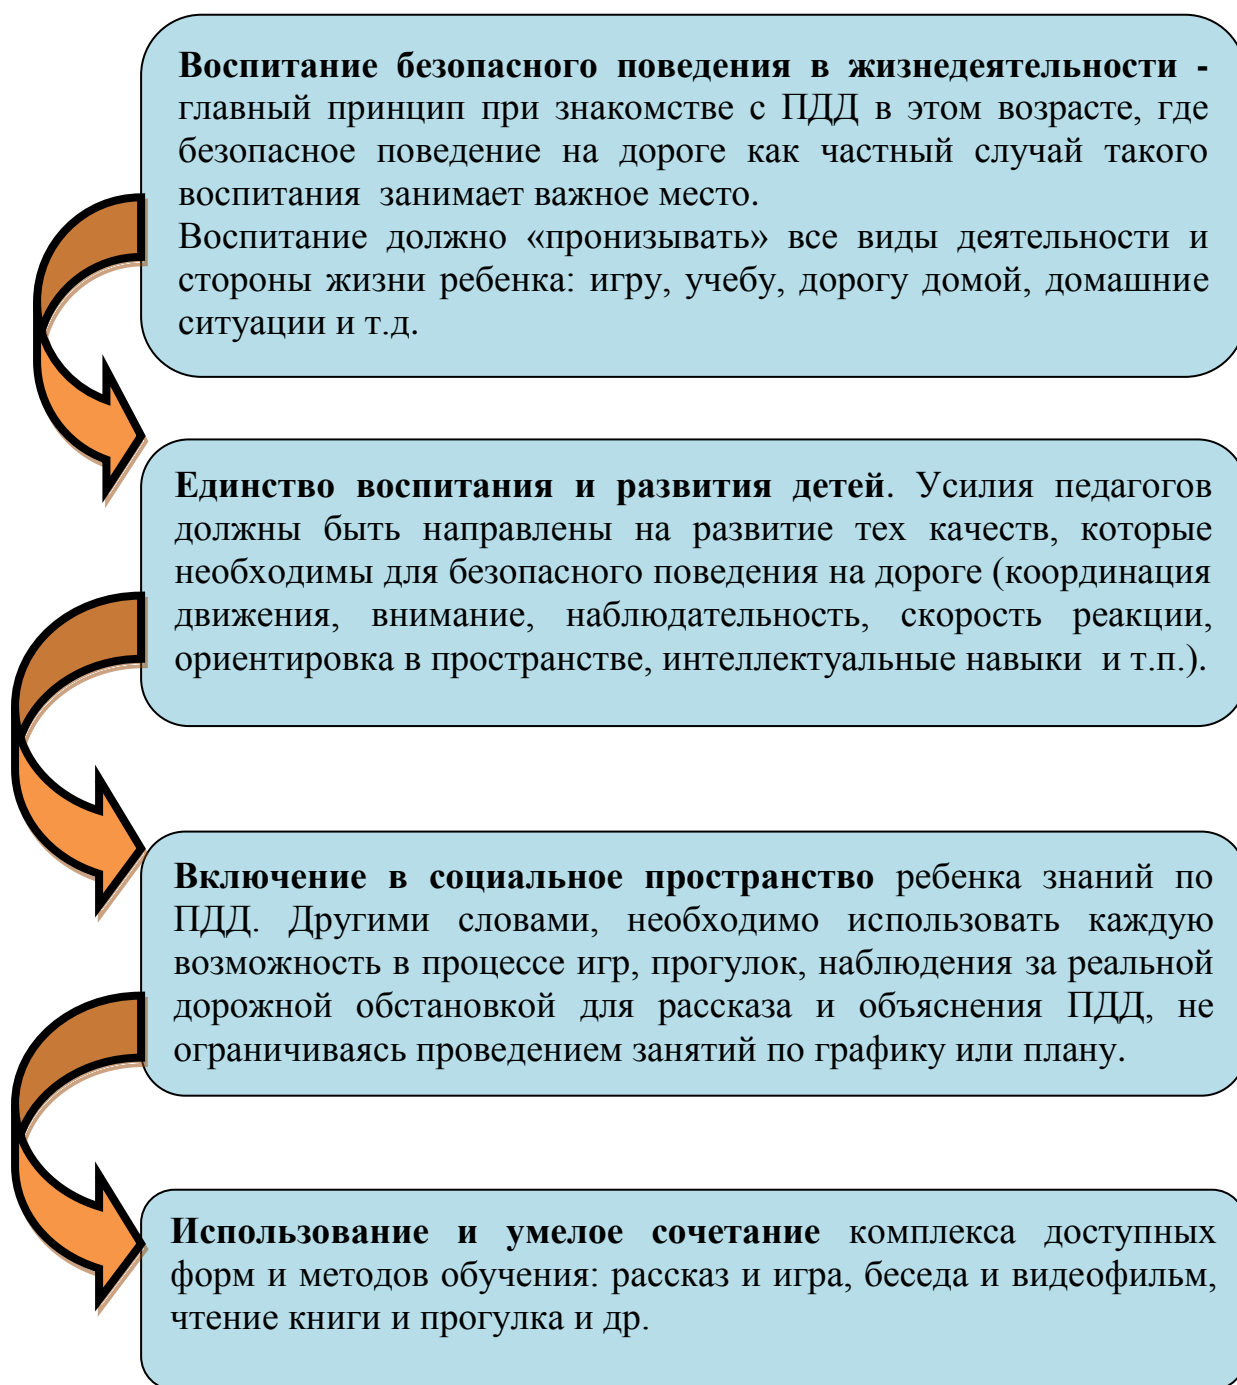 Воспитание безопасного поведения в жизнедеятельности -
главный принцип при знакомстве с ПДД в этом возрасте, где
безопасное поведение на дороге как частный случай такого
воспитания занимает важное место.
Воспитание должно «пронизывать» все виды деятельности и
стороны жизни ребенка: игру, учебу, дорогу домой, домашние
ситуации и т.д.
Единство воспитания и развития детей. Усилия педагогов
должны быть направлены на развитие тех качеств, которые
необходимы для безопасного поведения на дороге (координация
движения, внимание, наблюдательность, скорость реакции,
ориентировка в пространстве, интеллектуальные навыки и т.п.).
Включение в социальное пространство ребенка знаний по
ПДД. Другими словами, необходимо использовать каждую
возможность в процессе игр, прогулок, наблюдения за реальной
дорожной обстановкой для рассказа и объяснения ПДД, не
ограничиваясь проведением занятий по графику или плану.
Использование и умелое сочетание комплекса доступных
форм и методов обучения: рассказ и игра, беседа и видеофильм,
чтение книги и прогулка и др.